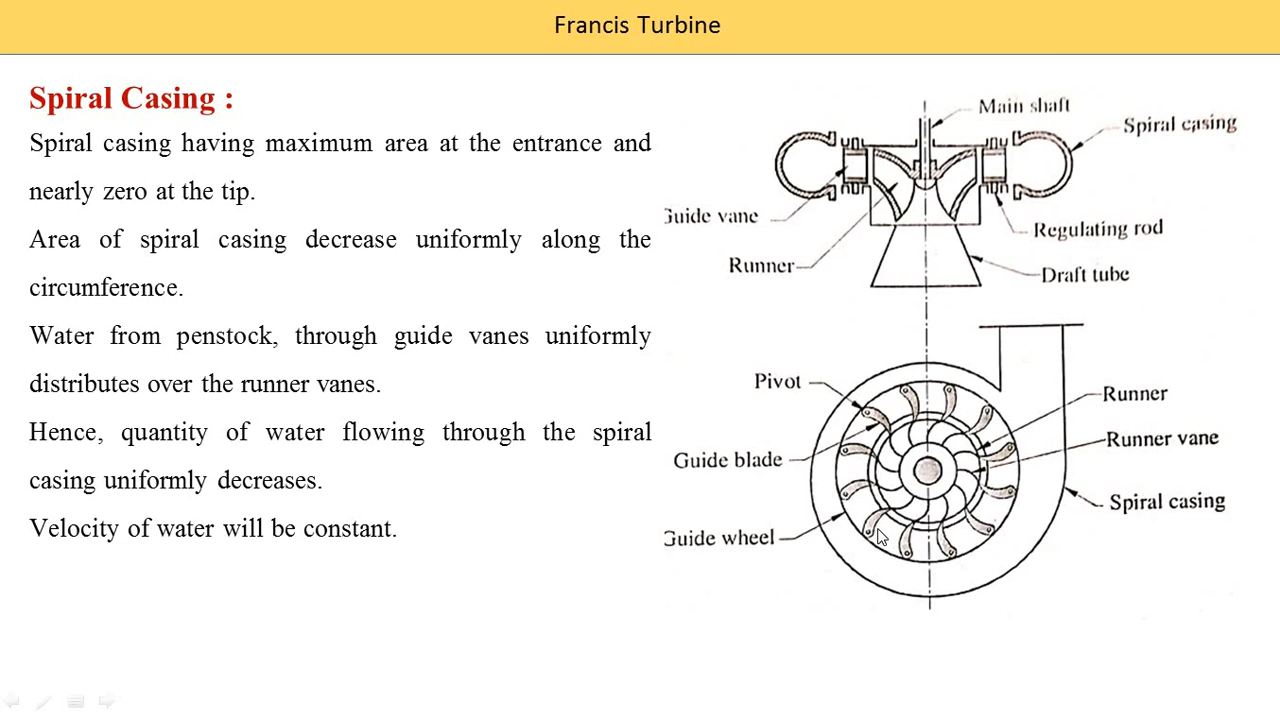 Francis Turbine
Spiral Casing :
Spiral casing having maximum area at the entrance and
nearly zero at the tip.
Area of spiral casing decrease uniformly along the
circumference.
Water from penstock, through guide vanes uniformly
distributes over the runner vanes.
Hence, quantity of water flowing through the spiral
casing uniformly decreases.
Velocity of water will be constant.
Main shaft
Spiral casing
Guide vane
Regulating rod
Runner
Draft tube
Pivot
Runner
Runner vane
Guide blade
Spiral casing
Guide wheel